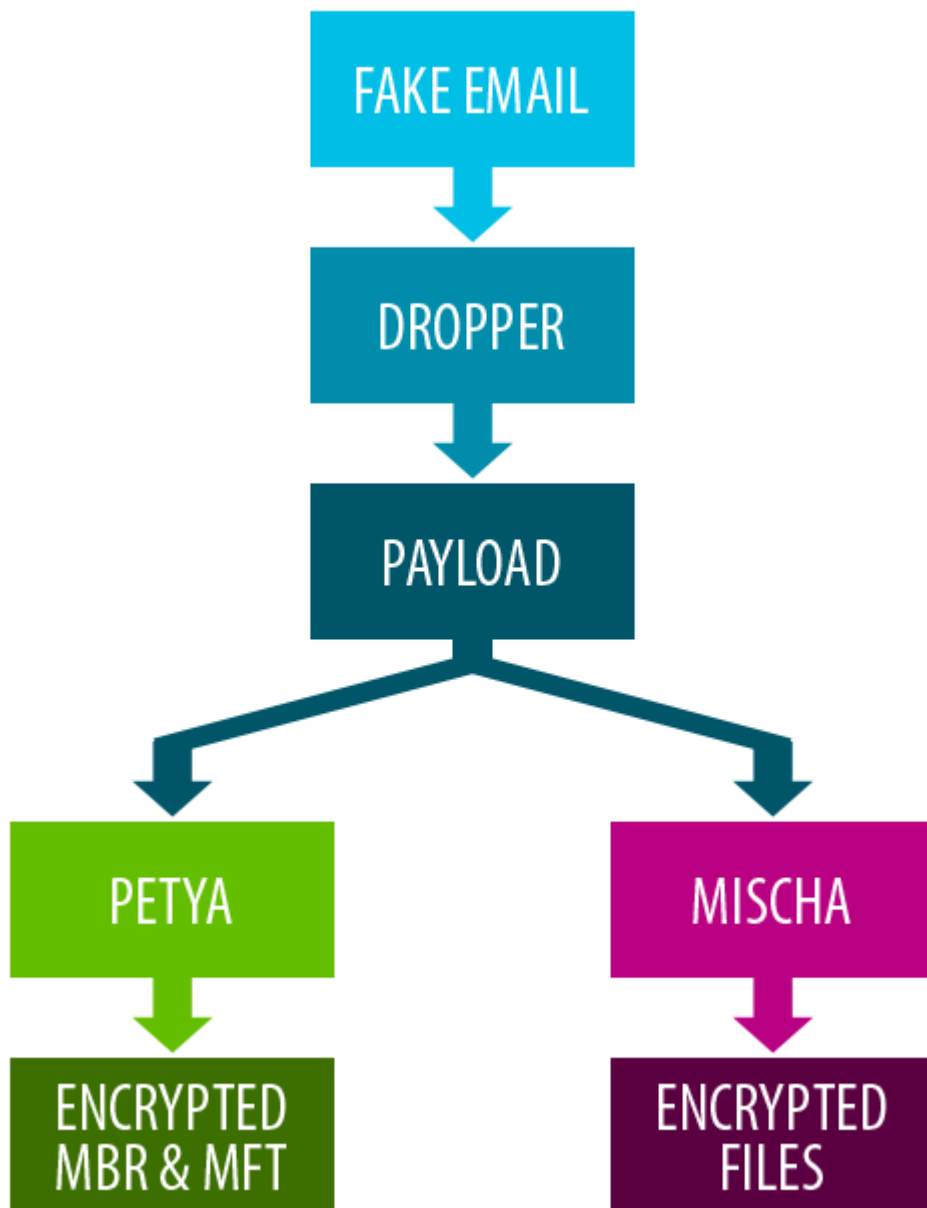 FAKE EMAIL
DROPPER
PAYLOAD
PETYA
MISCHA
ENCRYPTED
MBR & MFT
ENCRYPTED
FILES